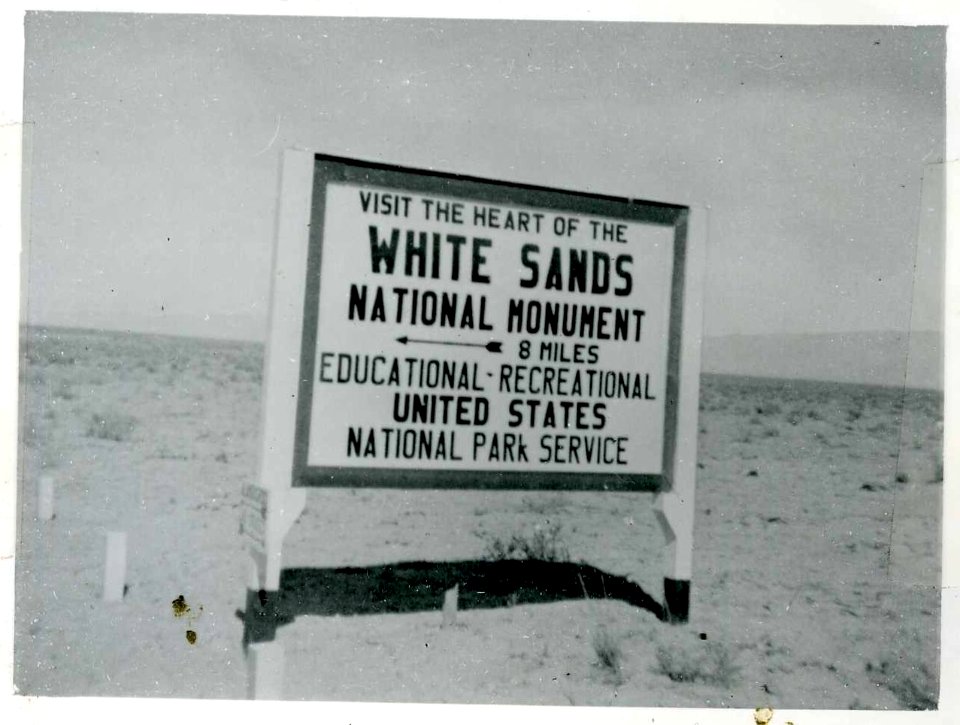 VISIT THE HEART OF THE
WHITE SANDS
NATIONAL MONUMENT
8 MILES
EDUCATIONAL - RECREATIONAL
UNITED STATES
NATIONAL PARK SERVICE